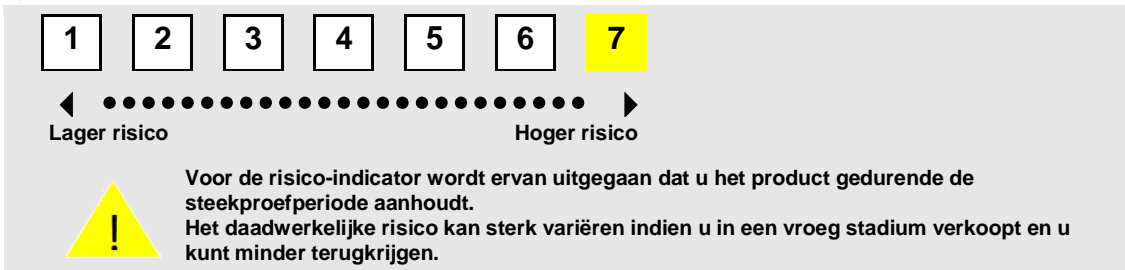 1 2 3 4 5 6 7
Lager risico Hoger risico
!
Voor de risico-indicator wordt ervan uitgegaan dat u het product gedurende de
steekproefperiode aanhoudt.
Het daadwerkelijke risico kan sterk variëren indien u in een vroeg stadium verkoopt en u
kunt minder terugkrijgen.